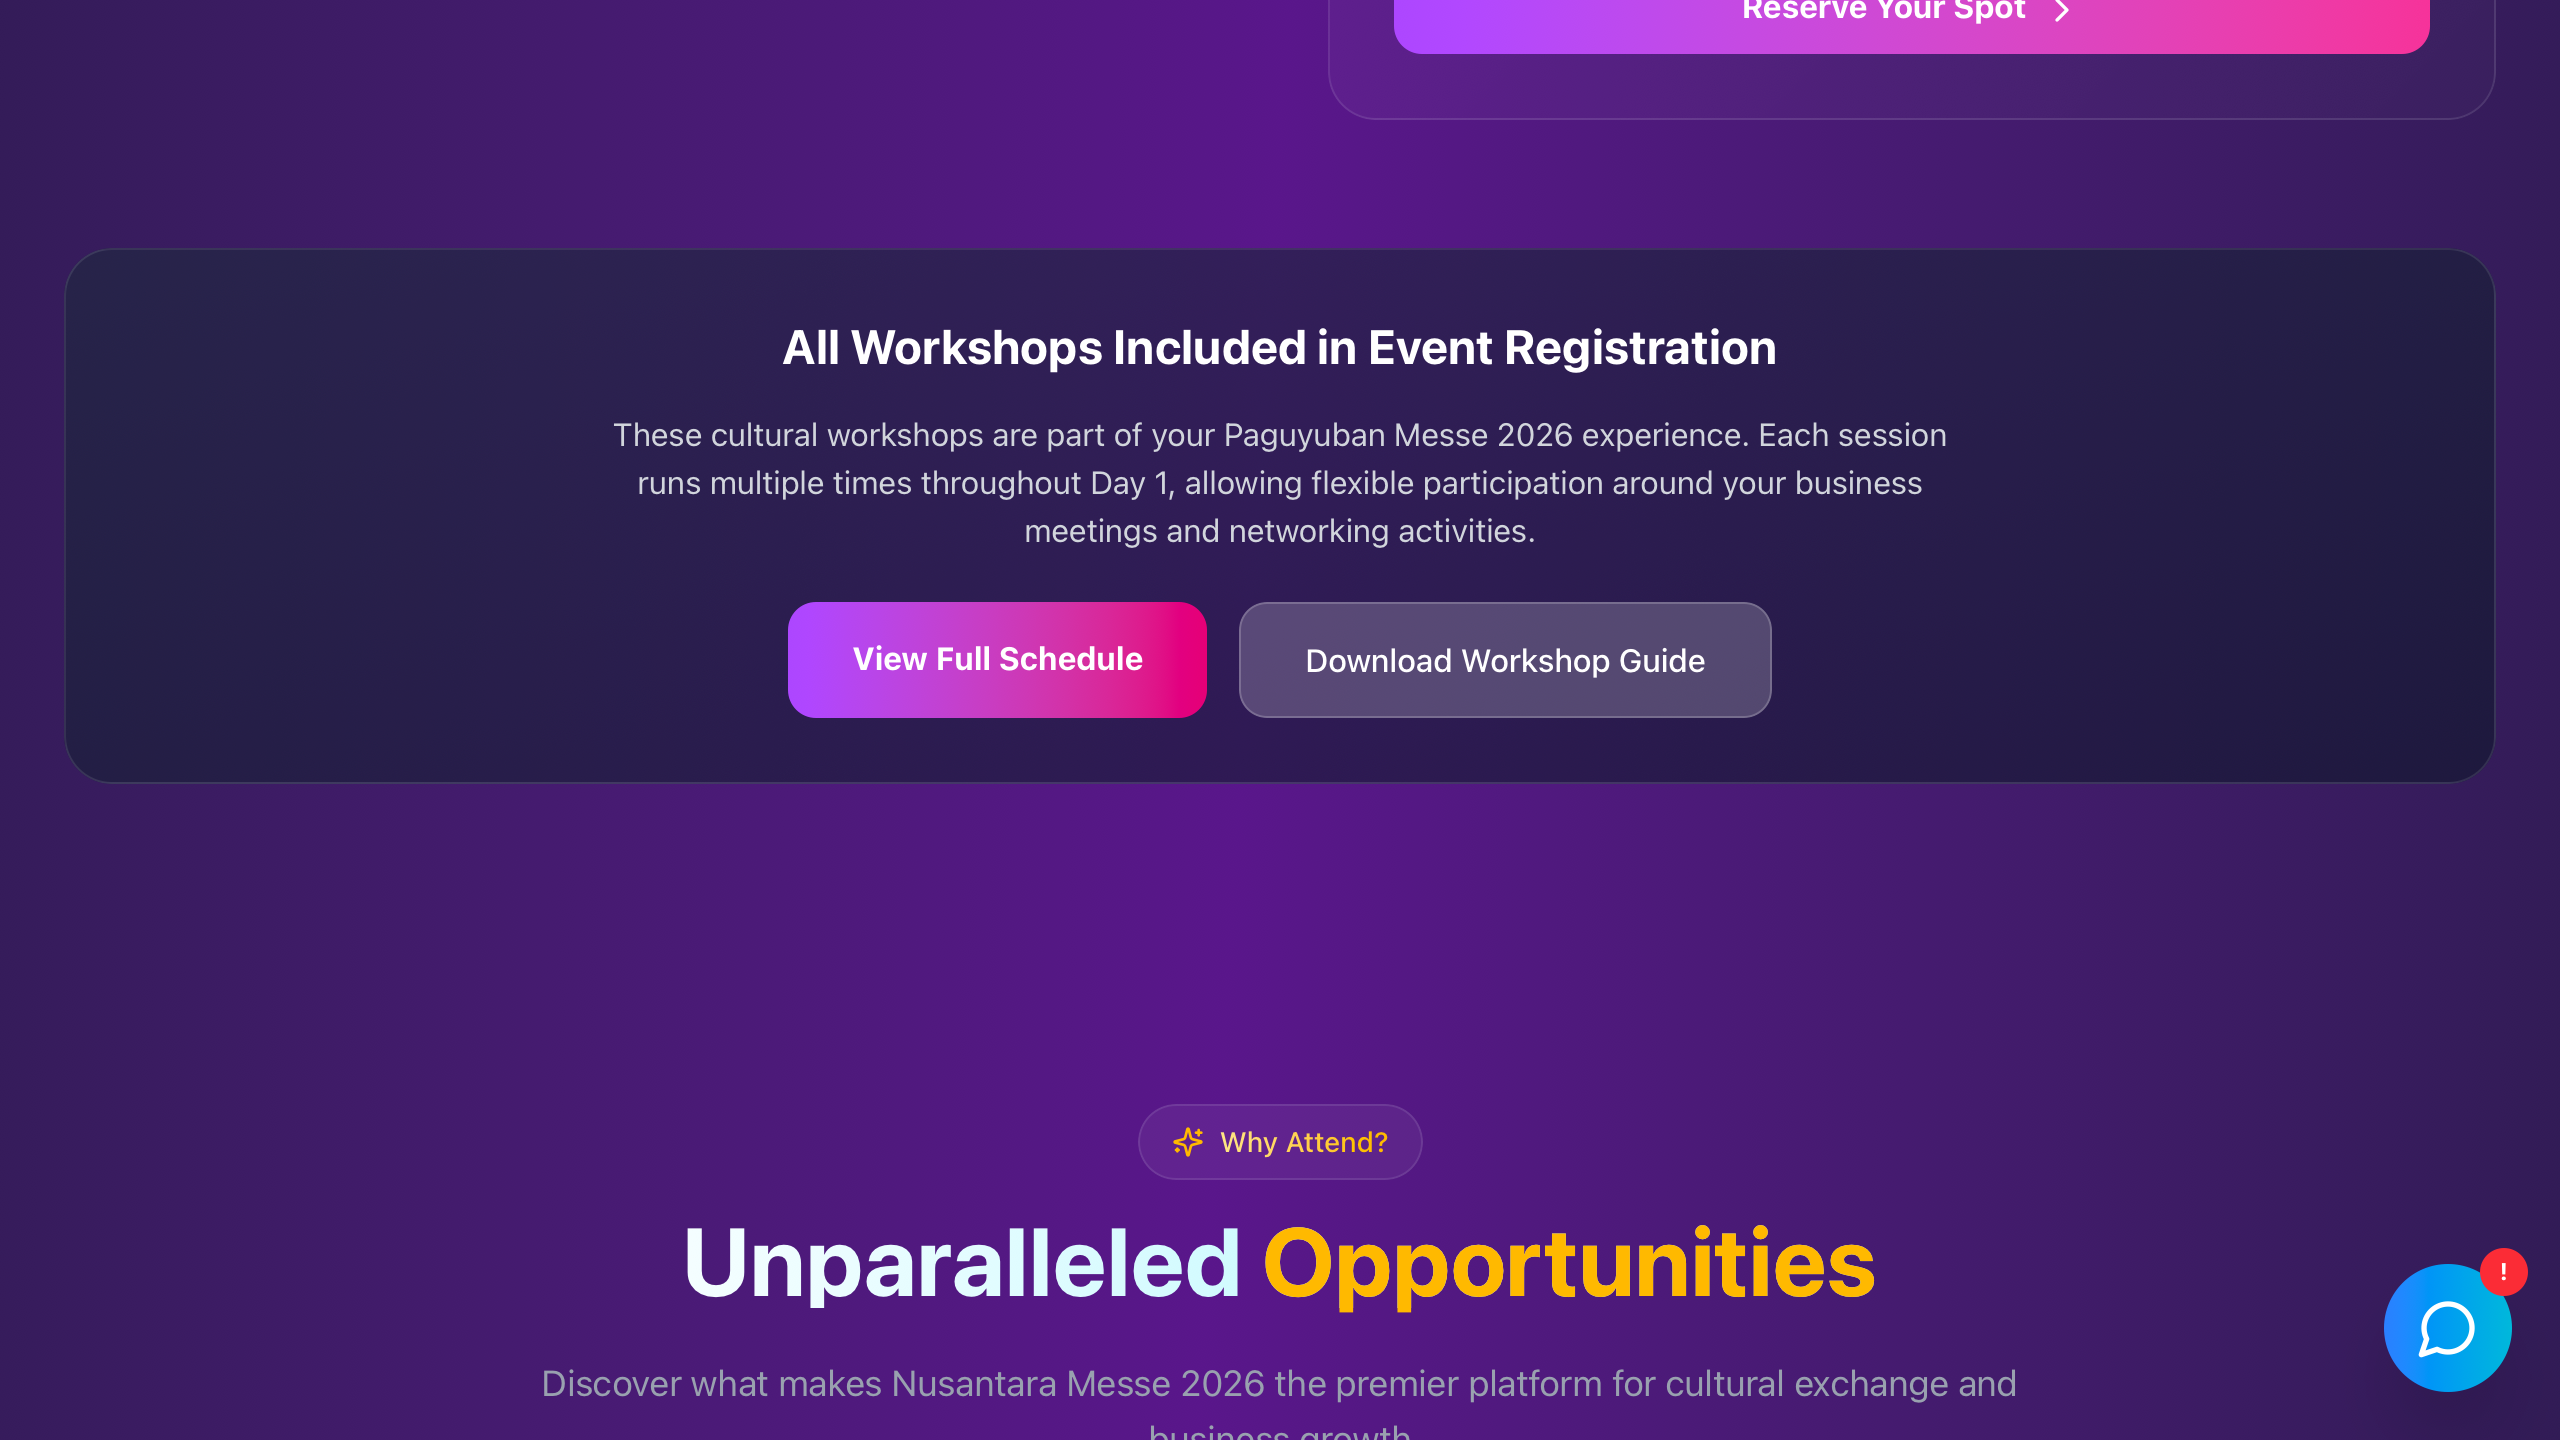 Reserve Your Spot
All Workshops Included in Event Registration
These cultural workshops are part of your Paguyuban Messe 2026 experience. Each session
runs multiple times throughout Day 1, allowing flexible participation around your business
meetings and networking activities.
View Full Schedule
Download Workshop Guide
Why Attend?
Unparalleled Opportunities
Discover what makes Nusantara Messe 2026 the premier platform for cultural exchange and
business growth
!